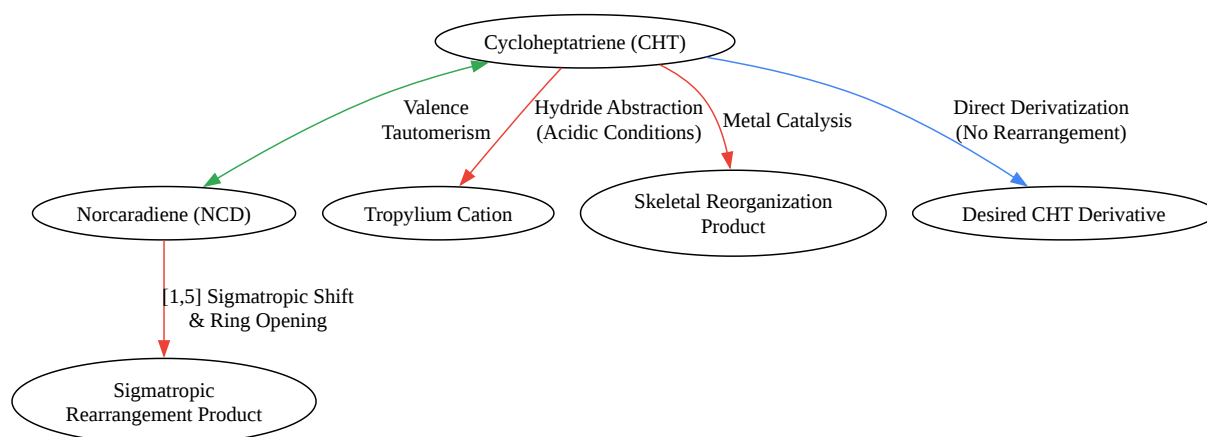 Cycloheptatriene (CHT)
Valence
Tautomerism
Hydride Abstraction
(Acidic Conditions)
Metal Catalysis
Direct Derivatization
(No Rearrangement)
Norcaradiene (NCD)
Tropylium Cation
Skeletal Reorganization
Product
Desired CHT Derivative
[1,5] Sigmatropic Shift
& Ring Opening
Sigmatropic
Rearrangement Product